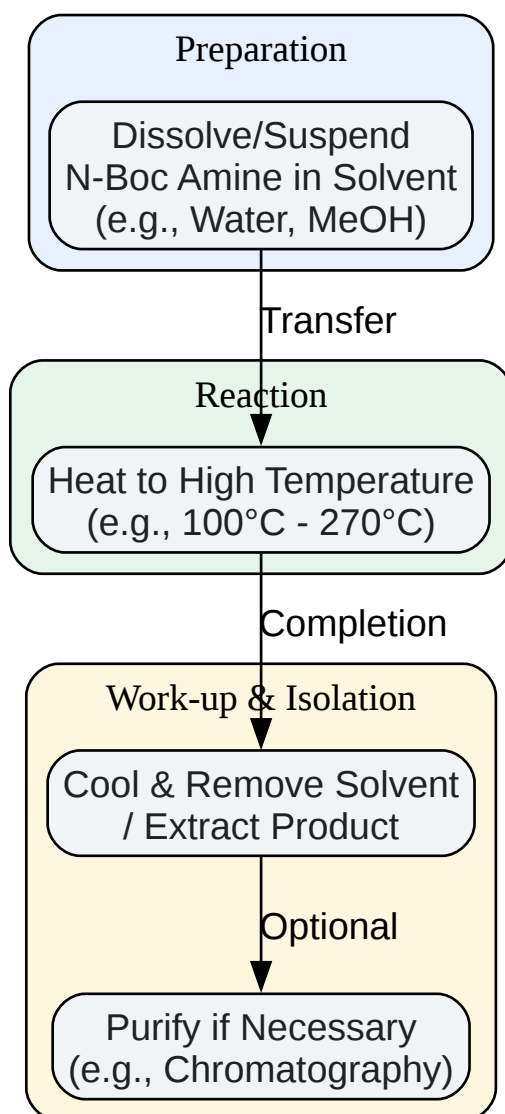 Preparation
Dissolve/Suspend
N-Boc Amine in Solvent
(e.g., Water, MeOH)
Transfer
Reaction
Heat to High Temperature
(e.g., 100°C - 270°C)
Completion
Work-up & Isolation
Cool & Remove Solvent
/ Extract Product
Optional
Purify if Necessary
(e.g., Chromatography)